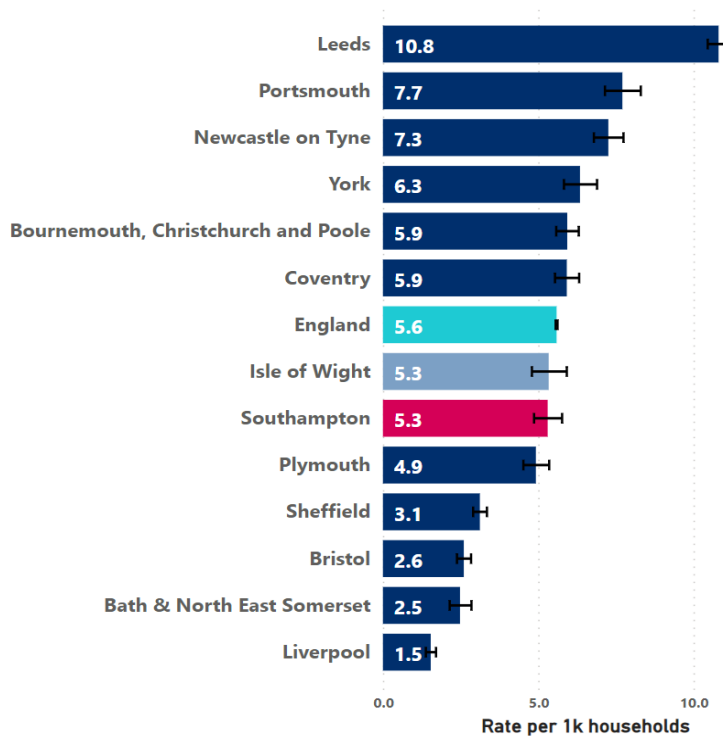 Leeds 10.8
Portsmouth 7.7
Newcastle on Tyne 7.3
York 6.3
Bournemouth, Christchurch and Poole 5.9
Coventry 5.9
England 5.6
Isle of Wight 5.3
Southampton 5.3
Plymouth 4.9
Sheffield 3.1
Bristol 2.6
Bath & North East Somerset 2.5
Liverpool 1.5
0.0 5.0 10.0
Rate per 1k households